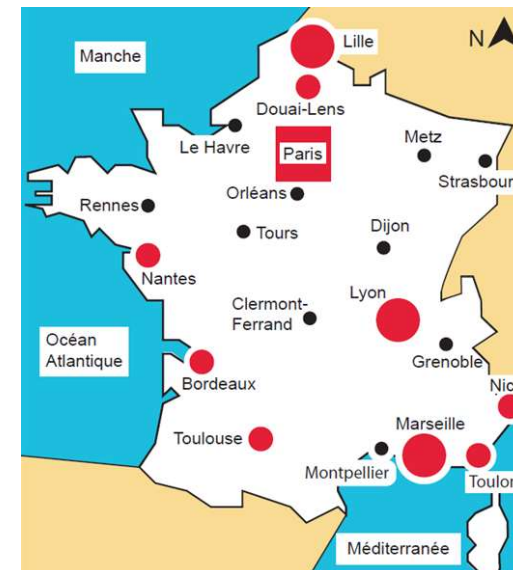 Manche
Lille
N
Douai-Lens
Le Havre
Paris
Metz
Strasbour
Orléans
Rennes
Tours
Dijon
Nantes
Clermont-
Ferrand
Lyon
Océan
Atlantique
Grenoble
Bordeaux
Nic
Marseille
Toulouse
Montpellier
Toulon
Méditerranée